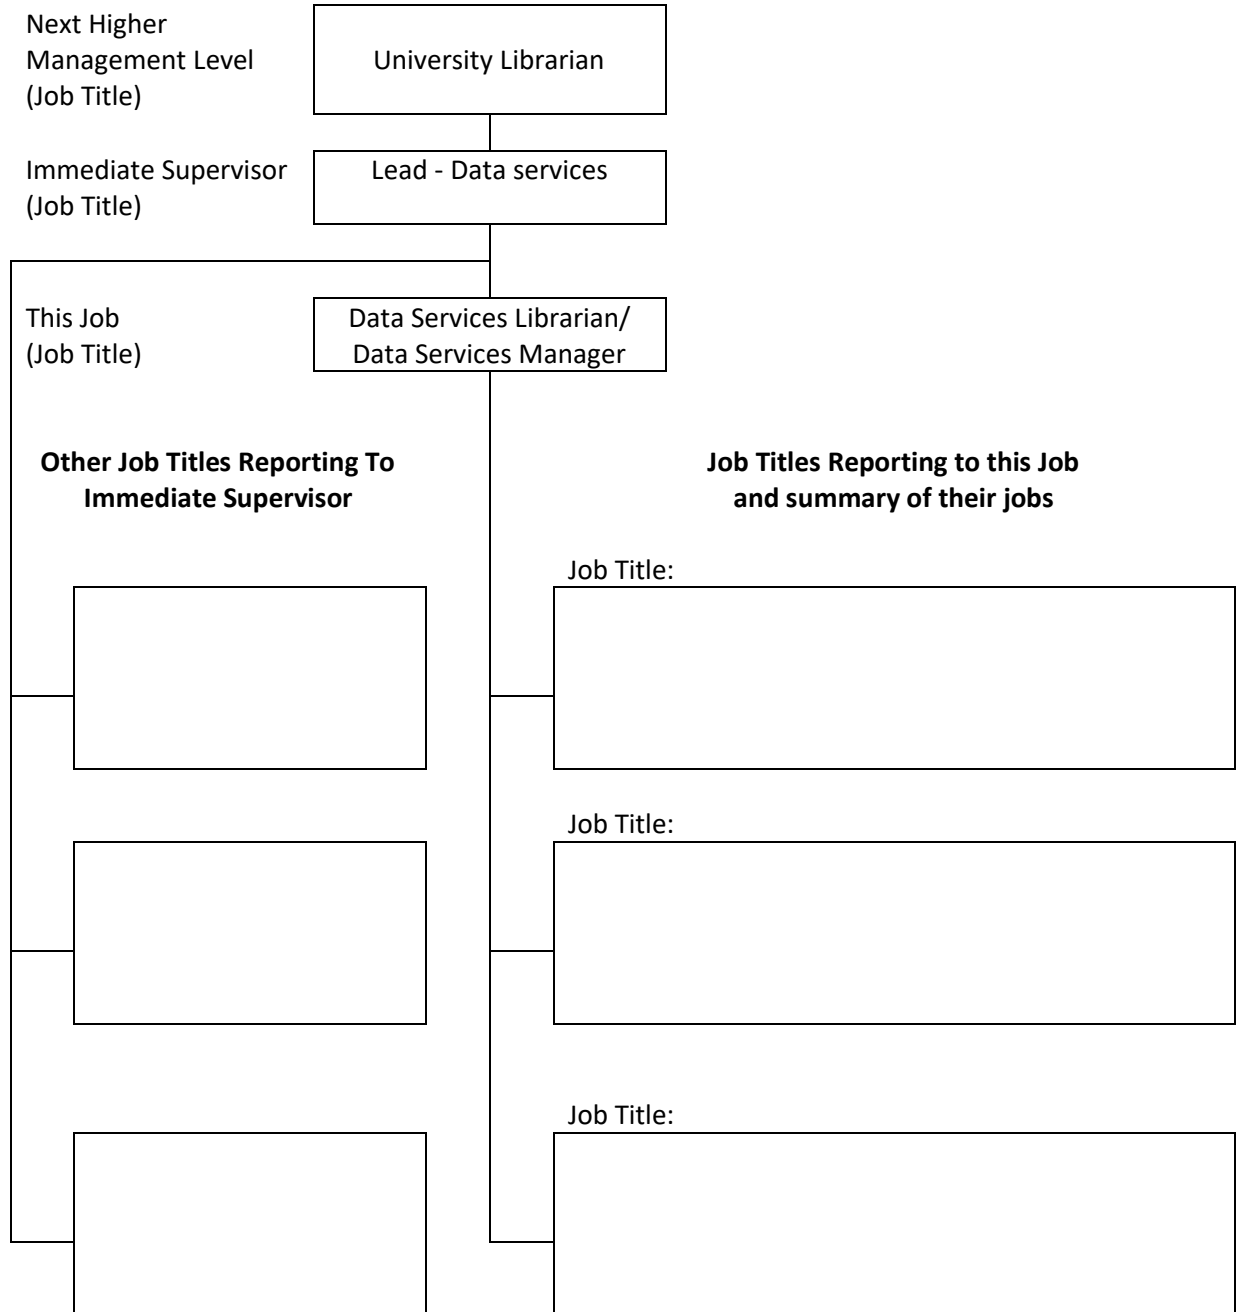 Next Higher
Management Level
(Job Title)
University Librarian
Immediate Supervisor
(Job Title)
Lead - Data services
This Job
(Job Title)
Data Services Librarian/
Data Services Manager
Other Job Titles Reporting To
Immediate Supervisor
Job Titles Reporting to this Job
and summary of their jobs
Job Title:
Job Title:
Job Title: